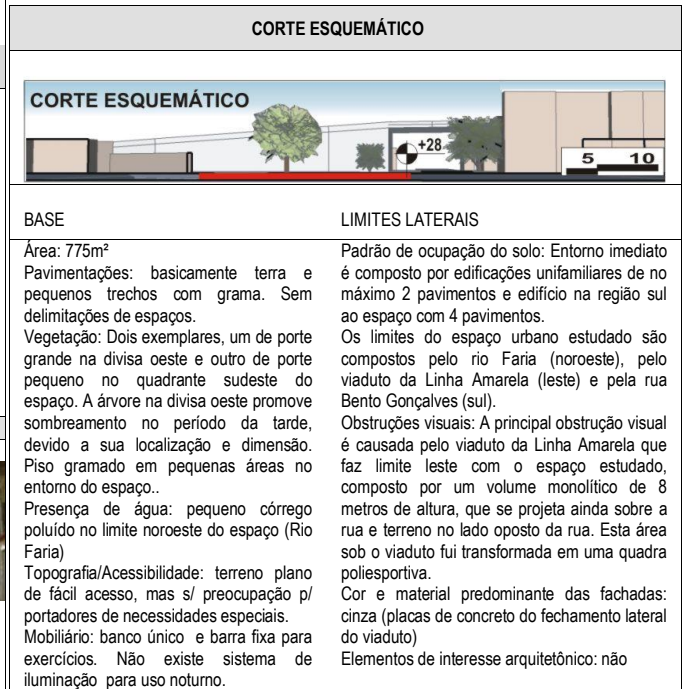 CORTE ESQUEMÁTICO
CORTE ESQUEMÁTICO
+28
5 10
BASE
Área: 775m²
Pavimentações: basicamente terra e
pequenos trechos com grama. Sem
delimitações de espaços.
Vegetação: Dois exemplares, um de porte
grande na divisa oeste e outro de porte
pequeno no quadrante sudeste do
espaço. A árvore na divisa oeste promove
sombreamento no período da tarde,
devido a sua localização e dimensão.
Piso gramado em pequenas áreas no
entorno do espaço..
Presença de água: pequeno córrego
poluído no limite noroeste do espaço (Rio
Faria)
Topografia/Acessibilidade: terreno plano
de fácil acesso, mas s/ preocupação p/
portadores de necessidades especiais.
Mobiliário: banco único e barra fixa para
exercícios. Não existe sistema de
iluminação para uso noturno.
LIMITES LATERAIS
Padrão de ocupação do solo: Entorno imediato
é composto por edificações unifamiliares de no
máximo 2 pavimentos e edifício na região sul
ao espaço com 4 pavimentos.
Os limites do espaço urbano estudado são
compostos pelo rio Faria (noroeste), pelo
viaduto da Linha Amarela (leste) e pela rua
Bento Gonçalves (sul).
Obstruções visuais: A principal obstrução visual
é causada pelo viaduto da Linha Amarela que
faz limite leste com o espaço estudado,
composto por um volume monolítico de 8
metros de altura, que se projeta ainda sobre a
rua e terreno no lado oposto da rua. Esta área
sob o viaduto fui transformada em uma quadra
poliesportiva.
Cor e material predominante das fachadas:
cinza (placas de concreto do fechamento lateral
do viaduto)
Elementos de interesse arquitetônico: não